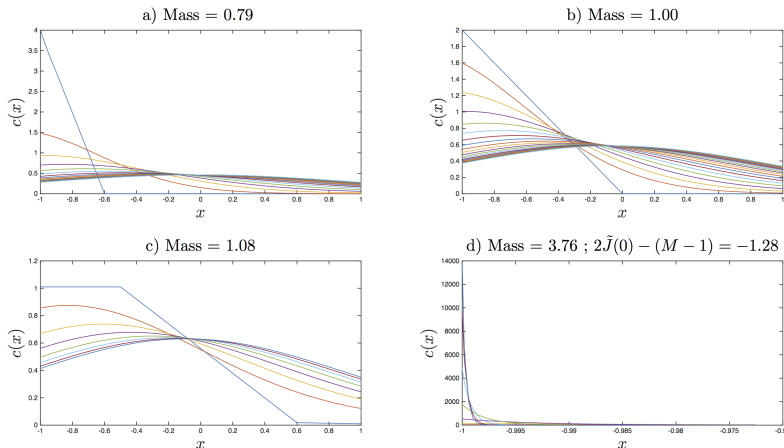 a) Mass = 0.79
4
3.5
3
2.5
2
1.5
1
0.5
0
c(x)
-1 -0.8 -0.6 -0.4 -0.2 0 0.2 0.4 0.6 0.8 1
x
b) Mass = 1.00
2
1.8
1.6
1.4
1.2
1
0.8
0.6
0.4
0.2
0
c(x)
-1 -0.8 -0.6 -0.4 -0.2 0 0.2 0.4 0.6 0.8 1
x
c) Mass = 1.08
1.2
1
0.8
0.6
0.4
0.2
0
c(x)
-1 -0.8 -0.6 -0.4 -0.2 0 0.2 0.4 0.6 0.8 1
x
d) Mass = 3.76 ; 2J̃(0) − (M − 1) = −1.28
14000
12000
10000
8000
6000
4000
2000
0
c(x)
-1 -0.995 -0.99 -0.985 -0.98 -0.975
x